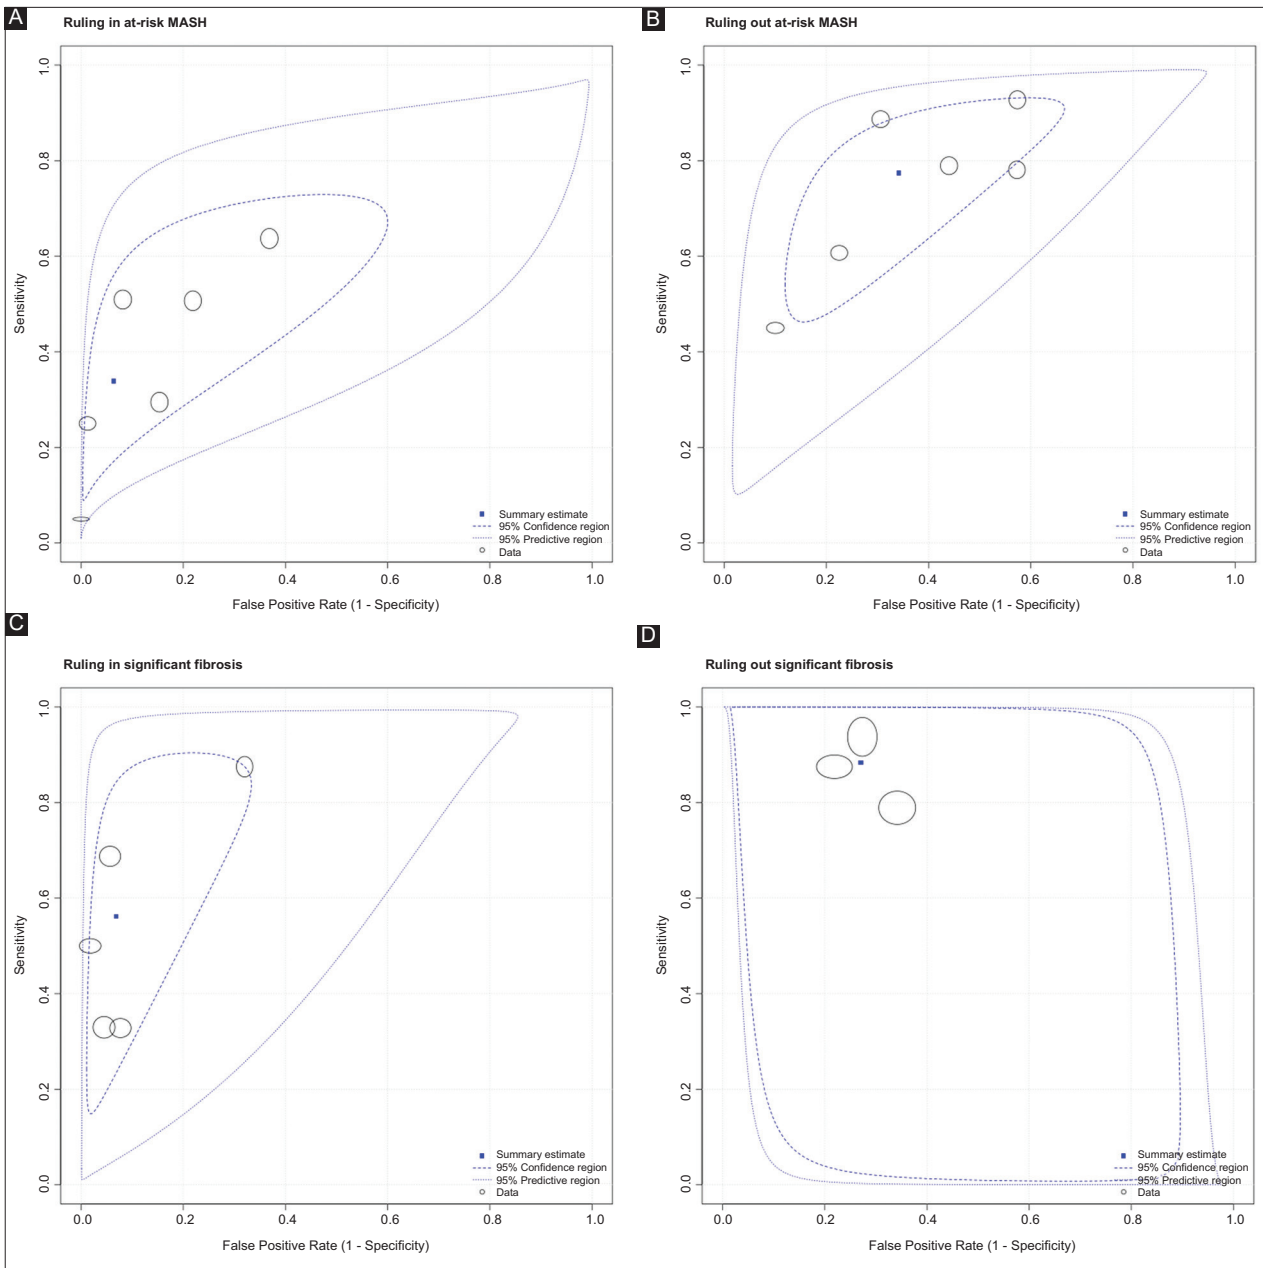 A
Ruling in at-risk MASH
1.0
0.8
0.6
0.4
0.2
0.0
Sensitivity
Summary estimate
95% Confidence region
95% Predictive region
Data
0.0 0.2 0.4 0.6 0.8 1.0
False Positive Rate (1 - Specificity)
B
Ruling out at-risk MASH
1.0
0.8
0.6
0.4
0.2
0.0
Sensitivity
Summary estimate
95% Confidence region
95% Predictive region
Data
0.0 0.2 0.4 0.6 0.8 1.0
False Positive Rate (1 - Specificity)
C
Ruling in significant fibrosis
1.0
0.8
0.6
0.4
0.2
0.0
Sensitivity
Summary estimate
95% Confidence region
95% Predictive region
Data
0.0 0.2 0.4 0.6 0.8 1.0
False Positive Rate (1 - Specificity)
D
Ruling out significant fibrosis
1.0
0.8
0.6
0.4
0.2
0.0
Sensitivity
Summary estimate
95% Confidence region
95% Predictive region
Data
0.0 0.2 0.4 0.6 0.8 1.0
False Positive Rate (1 - Specificity)